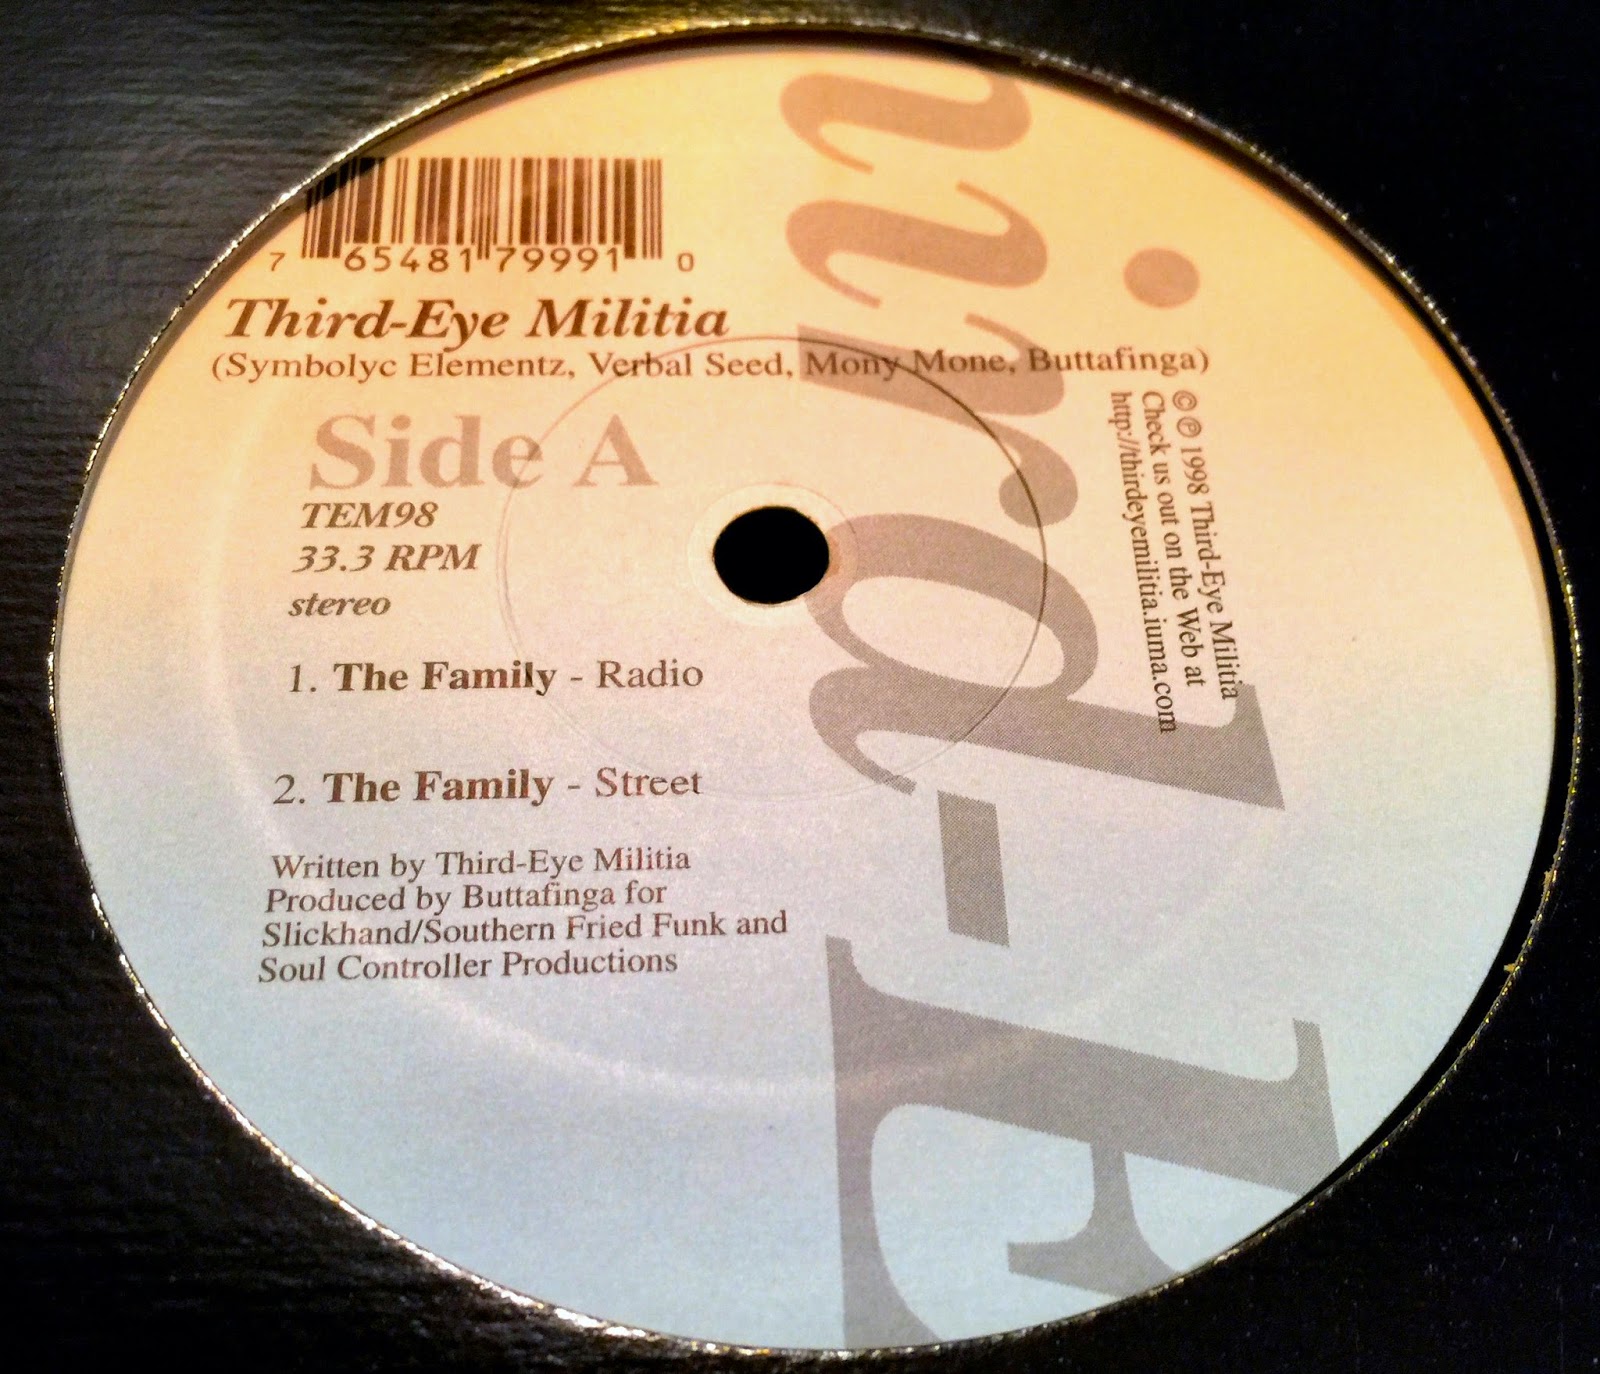 7 65481 79991 0
Third-Eye Militia
(Symbolyc Elementz, Verbal Seed, Mony Mone, Buttafinga)
Side A
TEM98
33.3 RPM
stereo
1. The Family - Radio
2. The Family - Street
Written by Third-Eye Militia
Produced by Buttafinga for
Slickhand/Southern Fried Funk and
Soul Controller Productions
©℗ 1998 Third-Eye Militia
Check us out on the Web at
http://thirdeyemilitia.iuma.com
hird-E